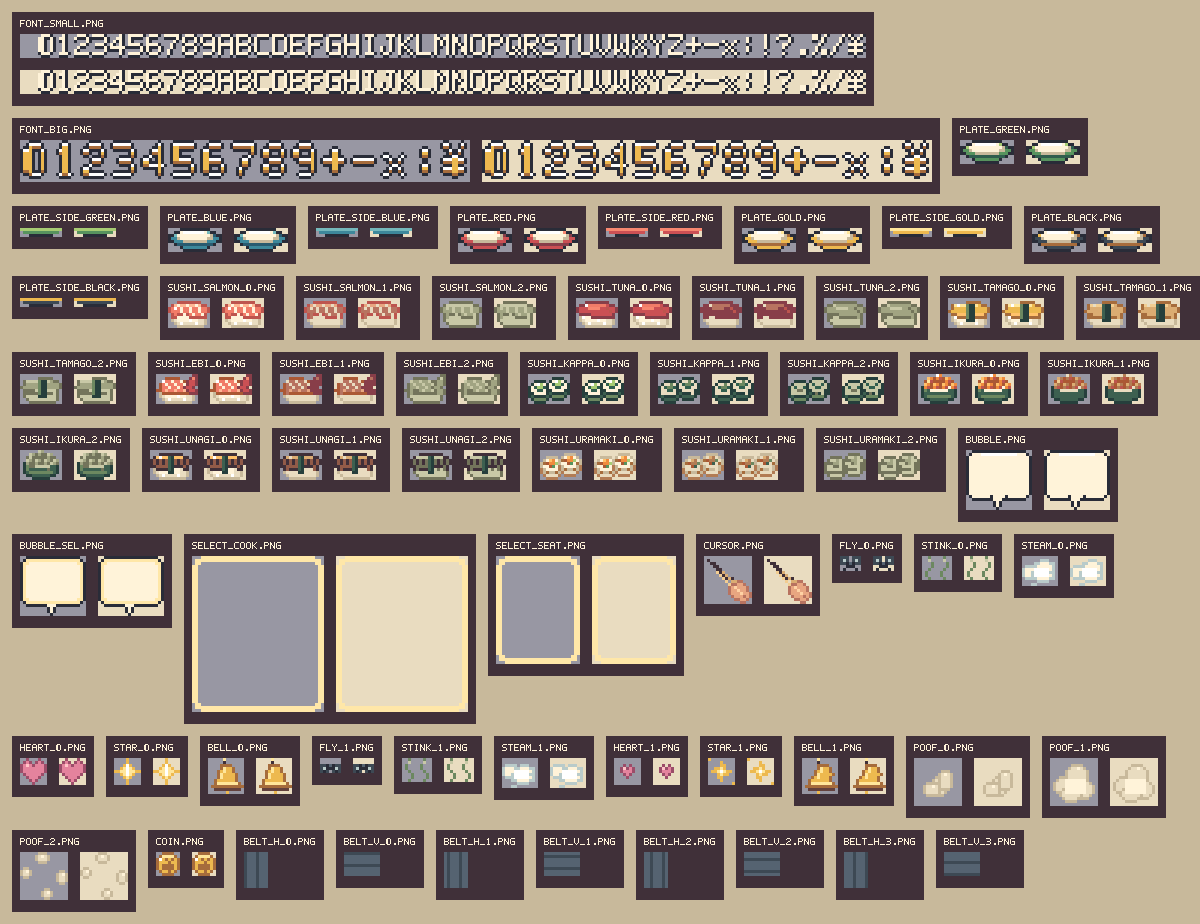 FONT_SMALL.PNG
0123456789ABCDEFGHIJKLMNOPQRSTUVWXYZ+-x:!?.%/¥
0123456789ABCDEFGHIJKLMNOPQRSTUVWXYZ+-x:!?.%/¥
FONT_BIG.PNG PLATE_GREEN.PNG
0123456789+-x:¥ 0123456789+-x:¥
PLATE_SIDE_GREEN.PNG PLATE_BLUE.PNG PLATE_SIDE_BLUE.PNG PLATE_RED.PNG PLATE_SIDE_RED.PNG PLATE_GOLD.PNG PLATE_SIDE_GOLD.PNG PLATE_BLACK.PNG
PLATE_SIDE_BLACK.PNG SUSHI_SALMON_0.PNG SUSHI_SALMON_1.PNG SUSHI_SALMON_2.PNG SUSHI_TUNA_0.PNG SUSHI_TUNA_1.PNG SUSHI_TUNA_2.PNG SUSHI_TAMAGO_0.PNG SUSHI_TAMAGO_1.PNG
SUSHI_TAMAGO_2.PNG SUSHI_EBI_0.PNG SUSHI_EBI_1.PNG SUSHI_EBI_2.PNG SUSHI_KAPPA_0.PNG SUSHI_KAPPA_1.PNG SUSHI_KAPPA_2.PNG SUSHI_IKURA_0.PNG SUSHI_IKURA_1.PNG
SUSHI_IKURA_2.PNG SUSHI_UNAGI_0.PNG SUSHI_UNAGI_1.PNG SUSHI_UNAGI_2.PNG SUSHI_URAMAKI_0.PNG SUSHI_URAMAKI_1.PNG SUSHI_URAMAKI_2.PNG BUBBLE.PNG
BUBBLE_SEL.PNG SELECT_COOK.PNG SELECT_SEAT.PNG CURSOR.PNG FLY_0.PNG STINK_0.PNG STEAM_0.PNG
HEART_0.PNG STAR_0.PNG BELL_0.PNG FLY_1.PNG STINK_1.PNG STEAM_1.PNG HEART_1.PNG STAR_1.PNG BELL_1.PNG POOF_0.PNG POOF_1.PNG
POOF_2.PNG COIN.PNG BELT_H_0.PNG BELT_V_0.PNG BELT_H_1.PNG BELT_V_1.PNG BELT_H_2.PNG BELT_V_2.PNG BELT_H_3.PNG BELT_V_3.PNG